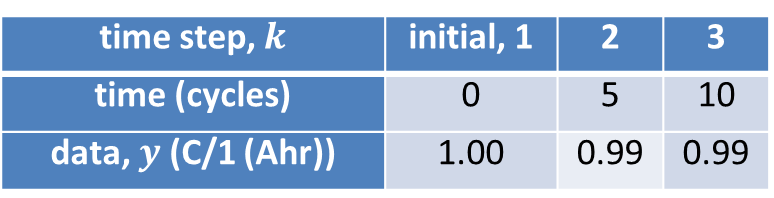 time step, k initial, 1 2 3
time (cycles) 0 5 10
data, y (C/1 (Ahr)) 1.00 0.99 0.99